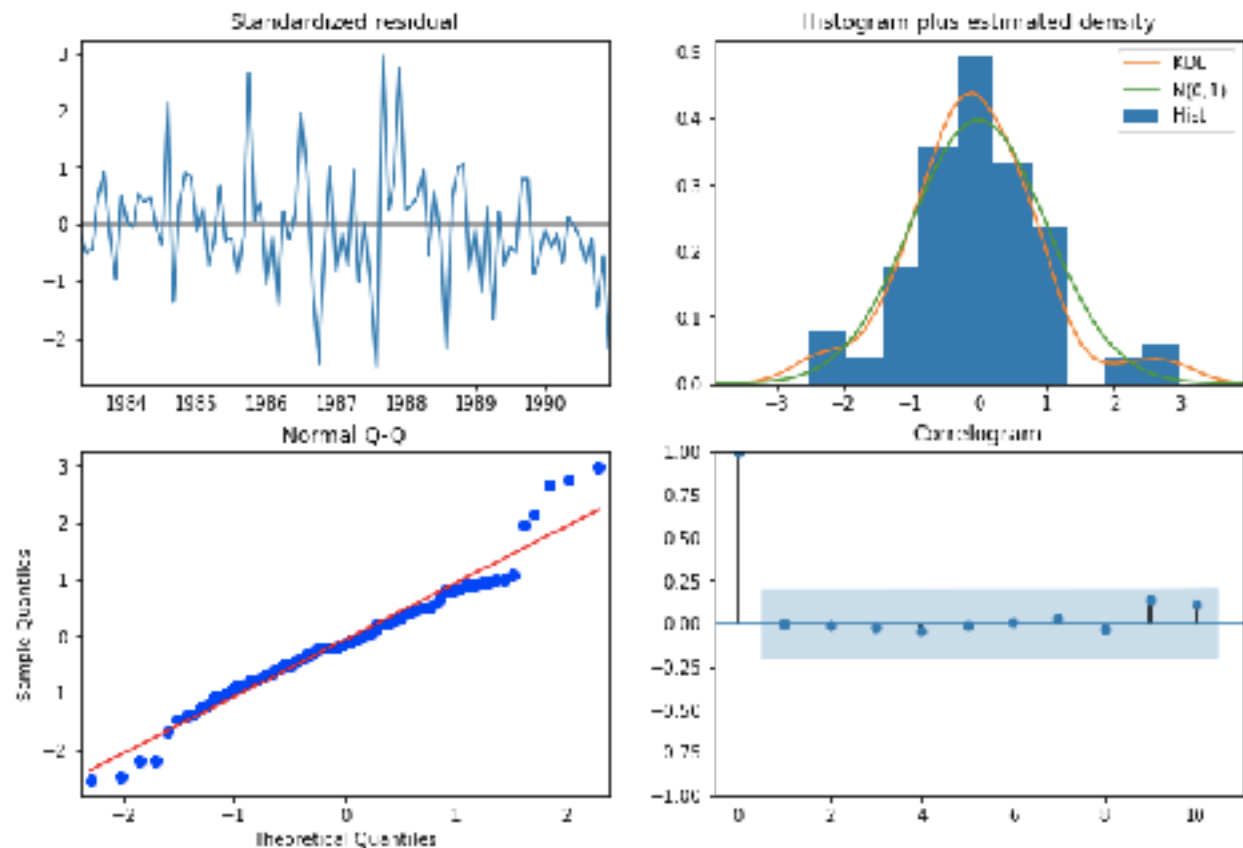 Standardized residual
3
2
1
0
−1
−2
1984 1985 1986 1987 1988 1989 1990
Histogram plus estimated density
0.5
0.4
0.3
0.2
0.1
0.0
KDE
N(0,1)
Hist
−3 −2 −1 0 1 2 3
Normal Q-Q
3
2
1
0
1
−2
Sample Quantiles
−2 −1 0 1 2
Theoretical Quantiles
Correlogram
1.00
0.75
0.50
0.25
0.00
−0.25
−0.50
0.75
−1.00
0 2 4 6 8 10